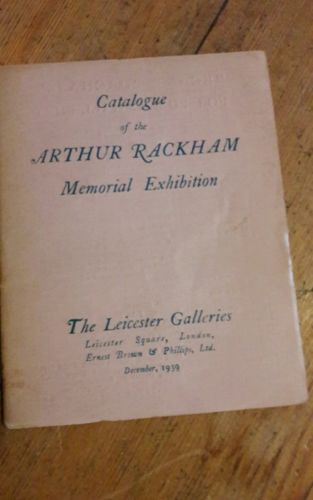 Catalogue
of the
ARTHUR RACKHAM
Memorial Exhibition
The Leicester Galleries
Leicester Square, London,
Ernest Brown & Phillips, Ltd.
December, 1939